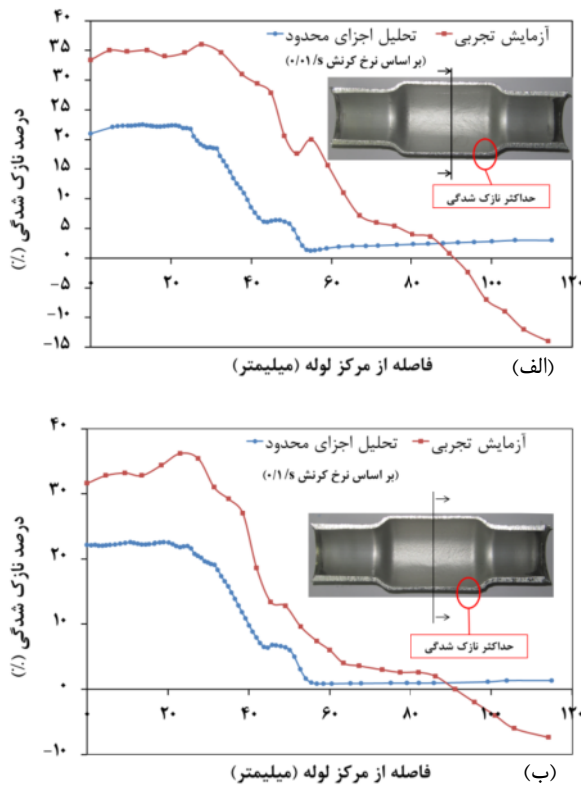 آزمایش تجربی
تحلیل اجزای محدود
(بر اساس نرخ کرنش ۰/۰۱/s)
حداکثر نازک شدگی
درصد نازک شدگی (٪)
۴۰
۳۵
۳۰
۲۵
۲۰
۱۵
۱۰
۵
۰
-۵
-۱۰
-۱۵
۰ ۲۰ ۴۰ ۶۰ ۸۰ ۱۰۰ ۱۲۰
فاصله از مرکز لوله (میلیمتر)
(الف)
آزمایش تجربی
تحلیل اجزای محدود
(بر اساس نرخ کرنش ۰/۱/s)
حداکثر نازک شدگی
درصد نازک شدگی (٪)
۴۰
۳۰
۲۰
۱۰
۰
-۱۰
۰ ۲۰ ۴۰ ۶۰ ۸۰ ۱۰۰ ۱۲۰
فاصله از مرکز لوله (میلیمتر)
(ب)